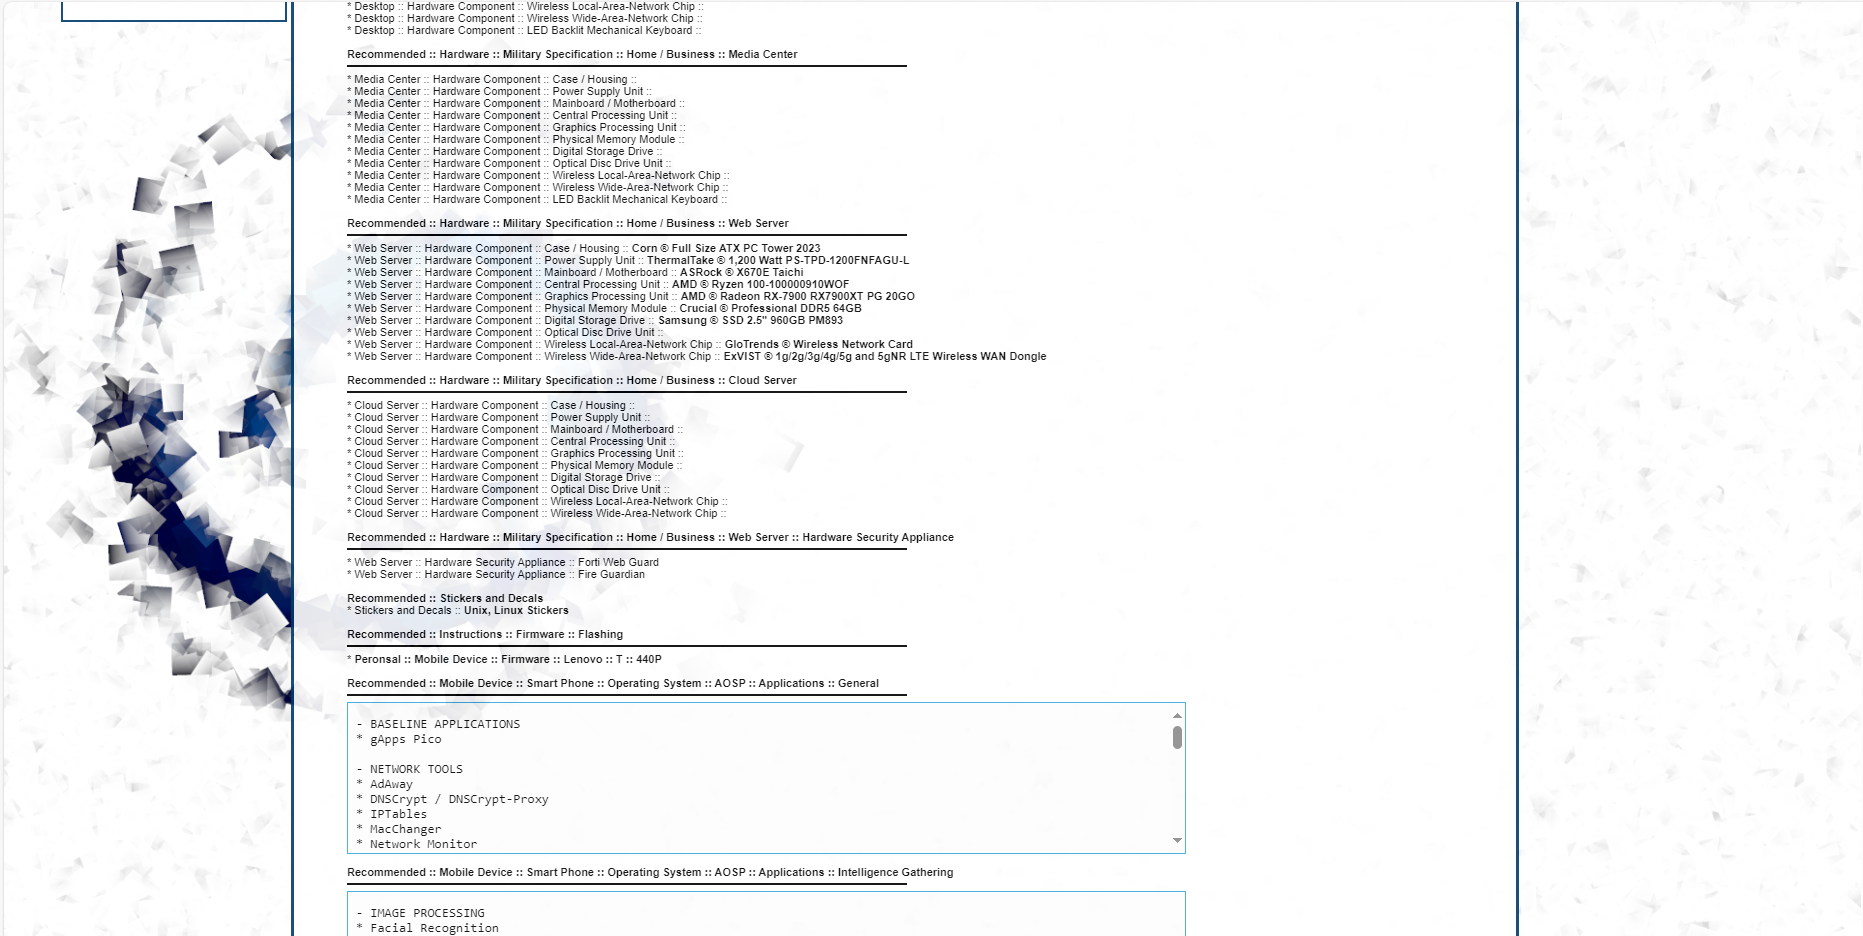 * Desktop :: Hardware Component :: Wireless Local-Area-Network Chip ::
* Desktop :: Hardware Component :: Wireless Wide-Area-Network Chip ::
* Desktop :: Hardware Component :: LED Backlit Mechanical Keyboard ::
Recommended :: Hardware :: Military Specification :: Home / Business :: Media Center
* Media Center :: Hardware Component :: Case / Housing ::
* Media Center :: Hardware Component :: Power Supply Unit ::
* Media Center :: Hardware Component :: Mainboard / Motherboard ::
* Media Center :: Hardware Component :: Central Processing Unit ::
* Media Center :: Hardware Component :: Graphics Processing Unit ::
* Media Center :: Hardware Component :: Physical Memory Module ::
* Media Center :: Hardware Component :: Digital Storage Drive ::
* Media Center :: Hardware Component :: Optical Disc Drive Unit ::
* Media Center :: Hardware Component :: Wireless Local-Area-Network Chip ::
* Media Center :: Hardware Component :: Wireless Wide-Area-Network Chip ::
* Media Center :: Hardware Component :: LED Backlit Mechanical Keyboard ::
Recommended :: Hardware :: Military Specification :: Home / Business :: Web Server
* Web Server :: Hardware Component :: Case / Housing :: Corn ® Full Size ATX PC Tower 2023
* Web Server :: Hardware Component :: Power Supply Unit :: ThermalTake ® 1,200 Watt PS-TPD-1200FNFAGU-L
* Web Server :: Hardware Component :: Mainboard / Motherboard :: ASRock ® X670E Taichi
* Web Server :: Hardware Component :: Central Processing Unit :: AMD ® Ryzen 100-100000910WOF
* Web Server :: Hardware Component :: Graphics Processing Unit :: AMD ® Radeon RX-7900 RX7900XT PG 20GO
* Web Server :: Hardware Component :: Physical Memory Module :: Crucial ® Professional DDR5 64GB
* Web Server :: Hardware Component :: Digital Storage Drive :: Samsung ® SSD 2.5" 960GB PM893
* Web Server :: Hardware Component :: Optical Disc Drive Unit ::
* Web Server :: Hardware Component :: Wireless Local-Area-Network Chip :: GloTrends ® Wireless Network Card
* Web Server :: Hardware Component :: Wireless Wide-Area-Network Chip :: ExVIST ® 1g/2g/3g/4g/5g and 5gNR LTE Wireless WAN Dongle
Recommended :: Hardware :: Military Specification :: Home / Business :: Cloud Server
* Cloud Server :: Hardware Component :: Case / Housing ::
* Cloud Server :: Hardware Component :: Power Supply Unit ::
* Cloud Server :: Hardware Component :: Mainboard / Motherboard ::
* Cloud Server :: Hardware Component :: Central Processing Unit ::
* Cloud Server :: Hardware Component :: Graphics Processing Unit ::
* Cloud Server :: Hardware Component :: Physical Memory Module ::
* Cloud Server :: Hardware Component :: Digital Storage Drive ::
* Cloud Server :: Hardware Component :: Optical Disc Drive Unit ::
* Cloud Server :: Hardware Component :: Wireless Local-Area-Network Chip ::
* Cloud Server :: Hardware Component :: Wireless Wide-Area-Network Chip ::
Recommended :: Hardware :: Military Specification :: Home / Business :: Web Server :: Hardware Security Appliance
* Web Server :: Hardware Security Appliance :: Forti Web Guard
* Web Server :: Hardware Security Appliance :: Fire Guardian
Recommended :: Stickers and Decals
* Stickers and Decals :: Unix, Linux Stickers
Recommended :: Instructions :: Firmware :: Flashing
* Peronsal :: Mobile Device :: Firmware :: Lenovo :: T :: 440P
Recommended :: Mobile Device :: Smart Phone :: Operating System :: AOSP :: Applications :: General
- BASELINE APPLICATIONS
* gApps Pico
- NETWORK TOOLS
* AdAway
* DNSCrypt / DNSCrypt-Proxy
* IPTables
* MacChanger
* Network Monitor
Recommended :: Mobile Device :: Smart Phone :: Operating System :: AOSP :: Applications :: Intelligence Gathering
- IMAGE PROCESSING
* Facial Recognition